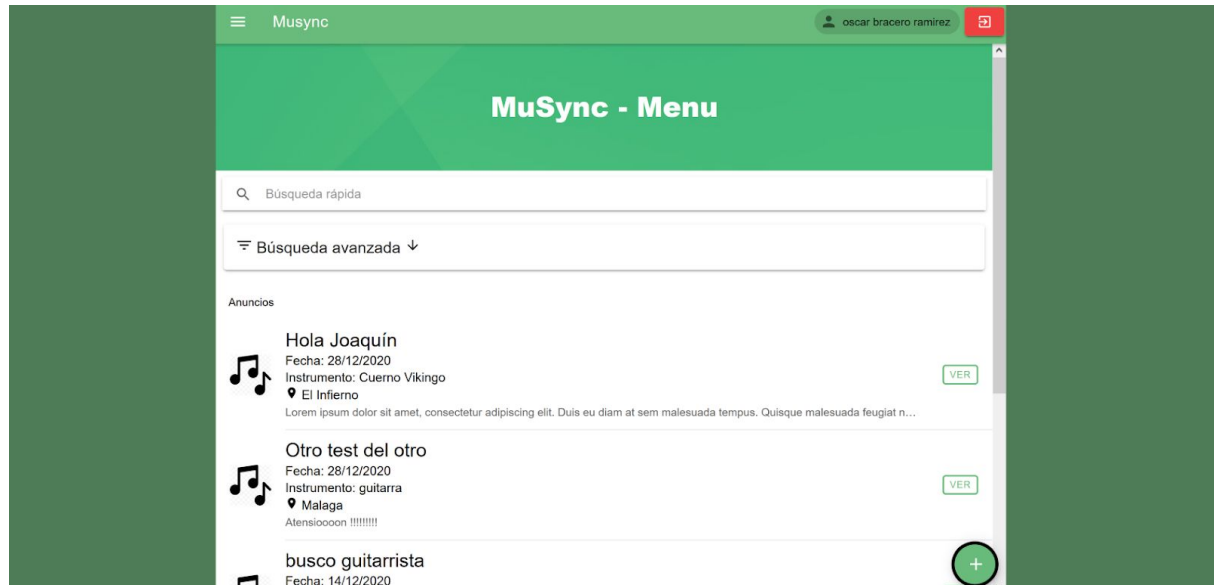 Musync
oscar bracero ramirez
MuSync - Menu
Búsqueda rápida
Búsqueda avanzada
Anuncios
Hola Joaquín
Fecha: 28/12/2020
Instrumento: Cuerno Vikingo
El Infierno
VER
Lorem ipsum dolor sit amet, consectetur adipiscing elit. Duis eu diam at sem malesuada tempus. Quisque malesuada feugiat n...
Otro test del otro
Fecha: 28/12/2020
Instrumento: guitarra
VER
Malaga
Atensioooon !!!!!!!!!
busco guitarrista
Fecha: 14/12/2020